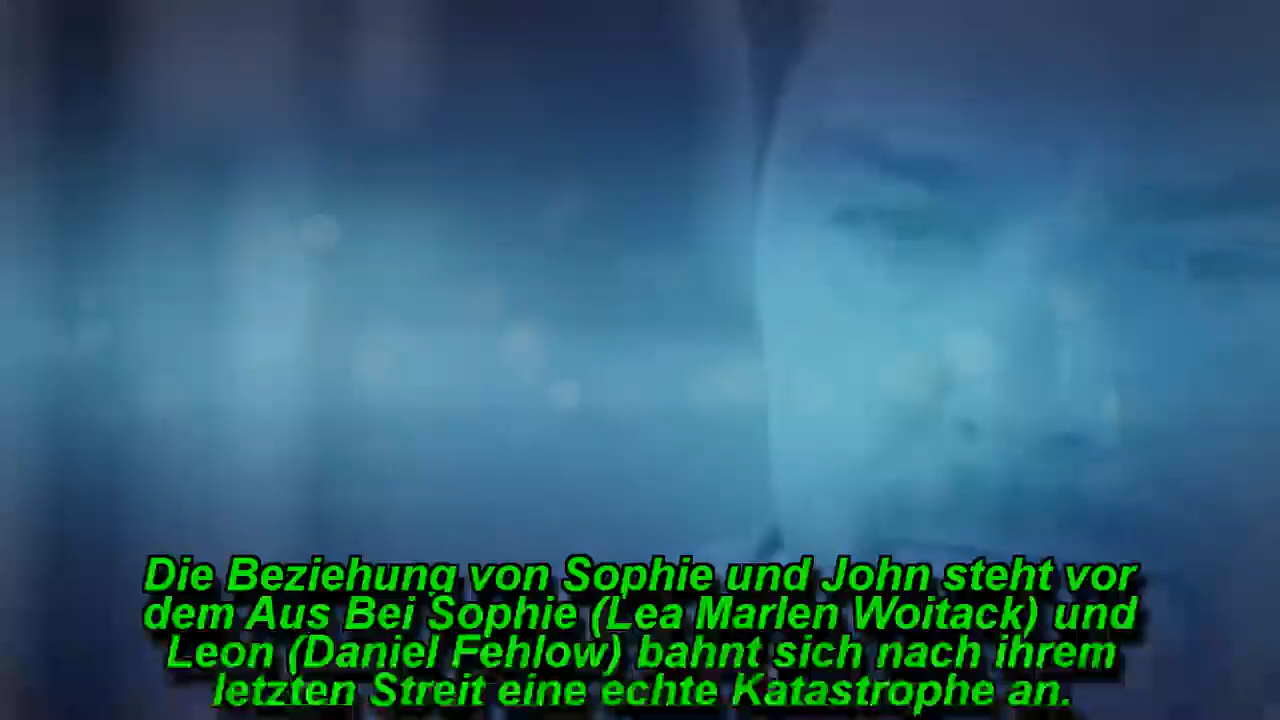 Die Beziehung von Sophie und John steht vor
dem Aus Bei Sophie (Lea Marlen Woitack) und
Leon (Daniel Fehlow) bahnt sich nach ihrem
letzten Streit eine echte Katastrophe an.